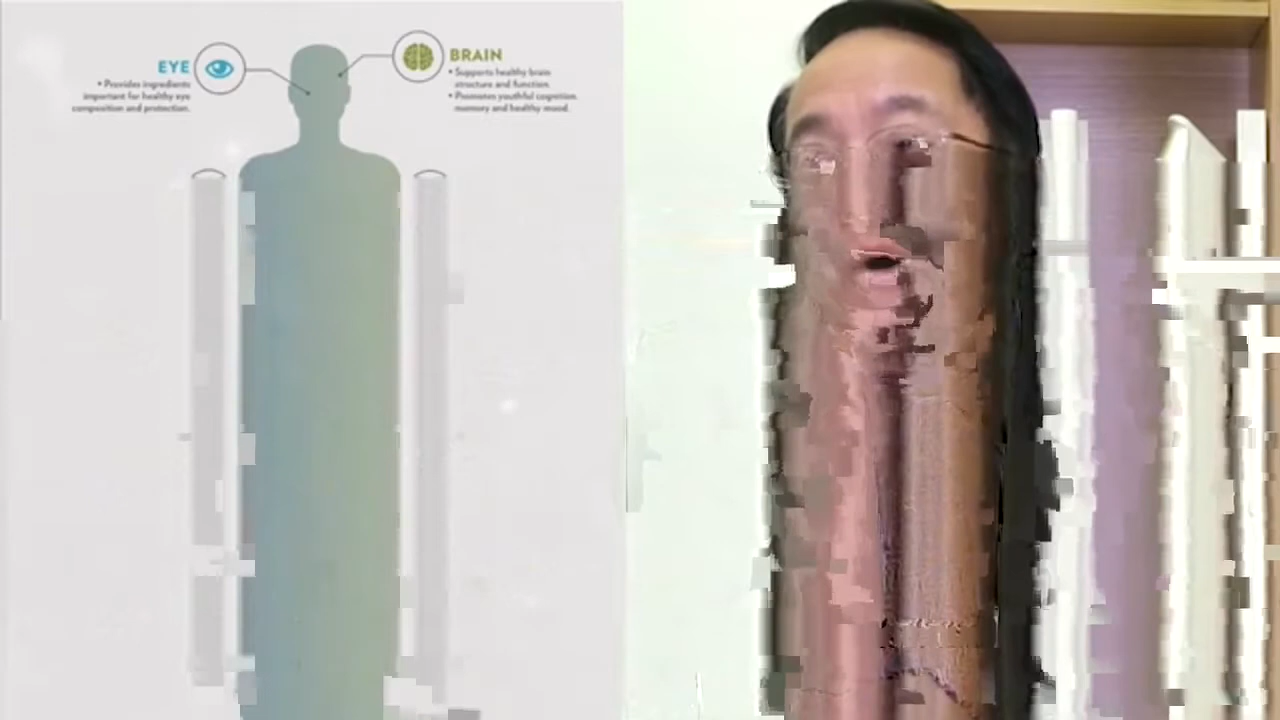 EYE
• Provides ingredients
important for healthy eye
composition and protection.
BRAIN
• Supports healthy brain
structure and function.
• Promotes youthful cognition,
memory and healthy mood.